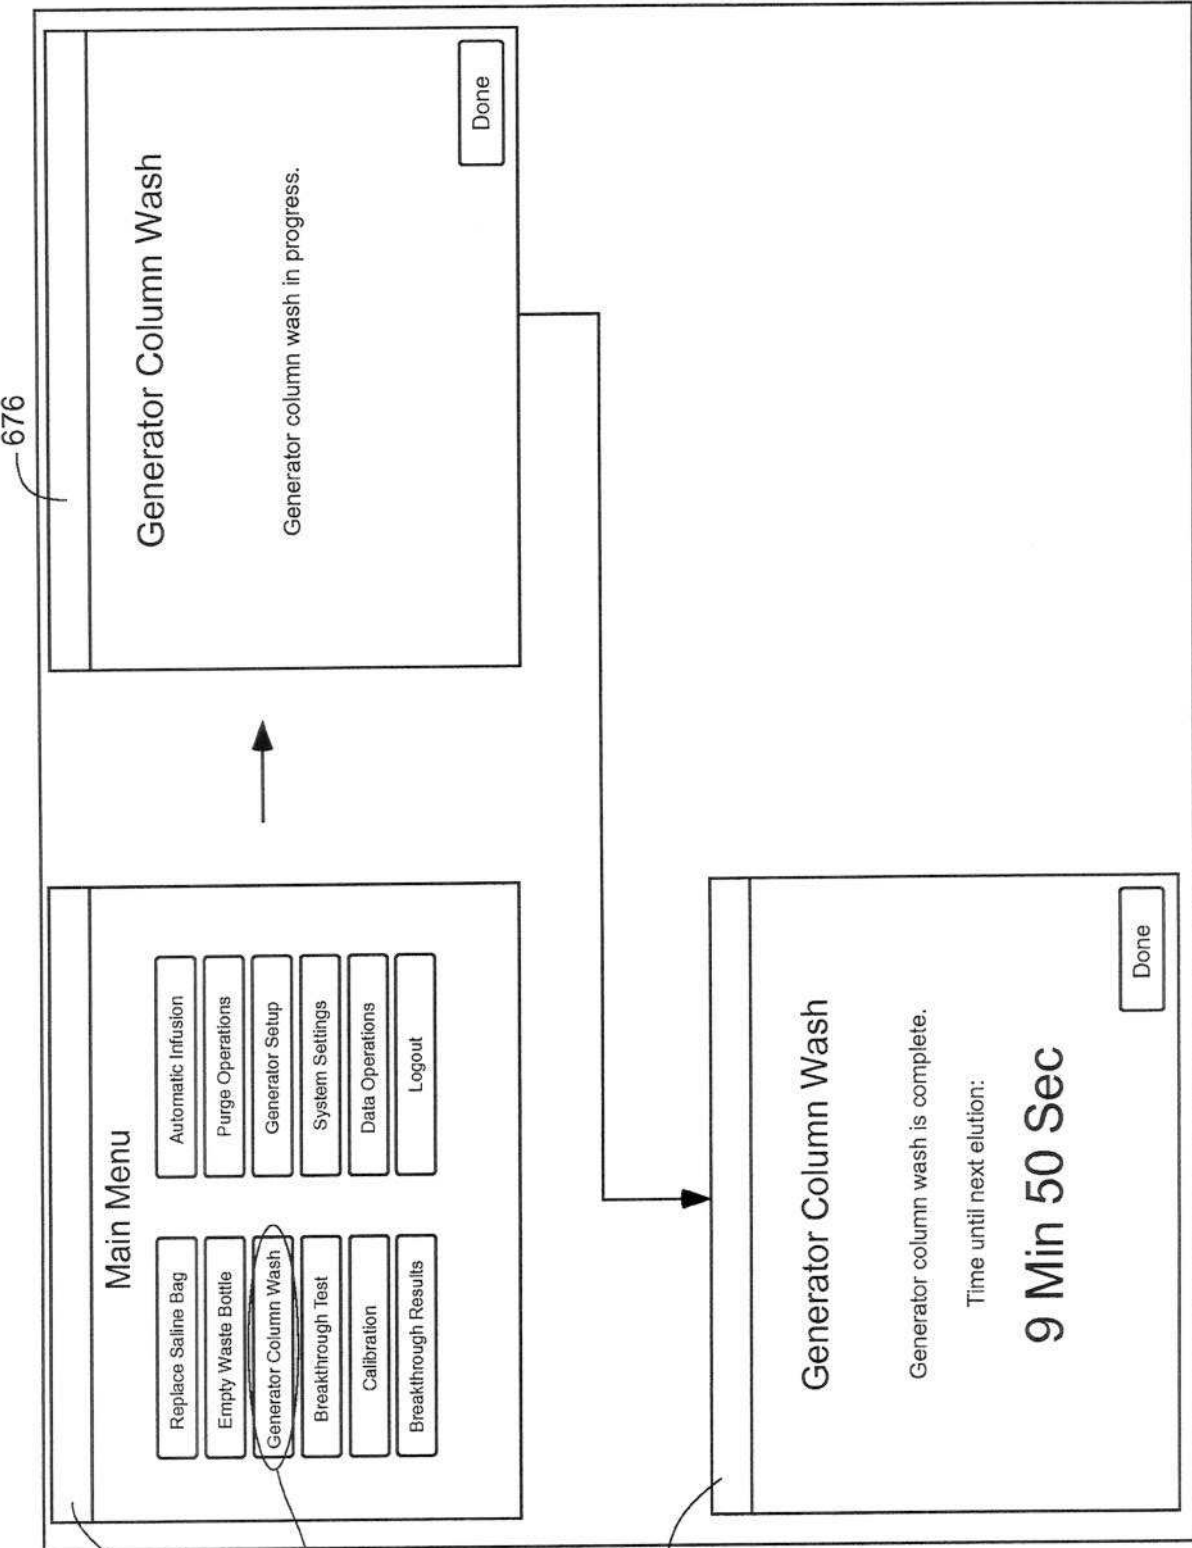 676
Main Menu
Replace Saline Bag
Empty Waste Bottle
Generator Column Wash
Breakthrough Test
Calibration
Breakthrough Results
Automatic Infusion
Purge Operations
Generator Setup
System Settings
Data Operations
Logout
Generator Column Wash
Generator column wash in progress.
Done
Generator Column Wash
Generator column wash is complete.
Time until next elution:
9 Min 50 Sec
Done